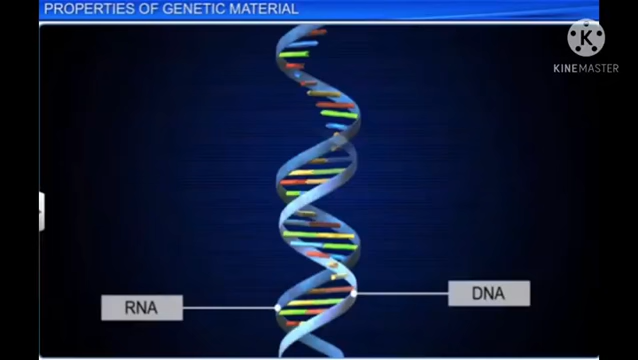 PROPERTIES OF GENETIC MATERIAL
K
KINEMASTER
RNA
DNA